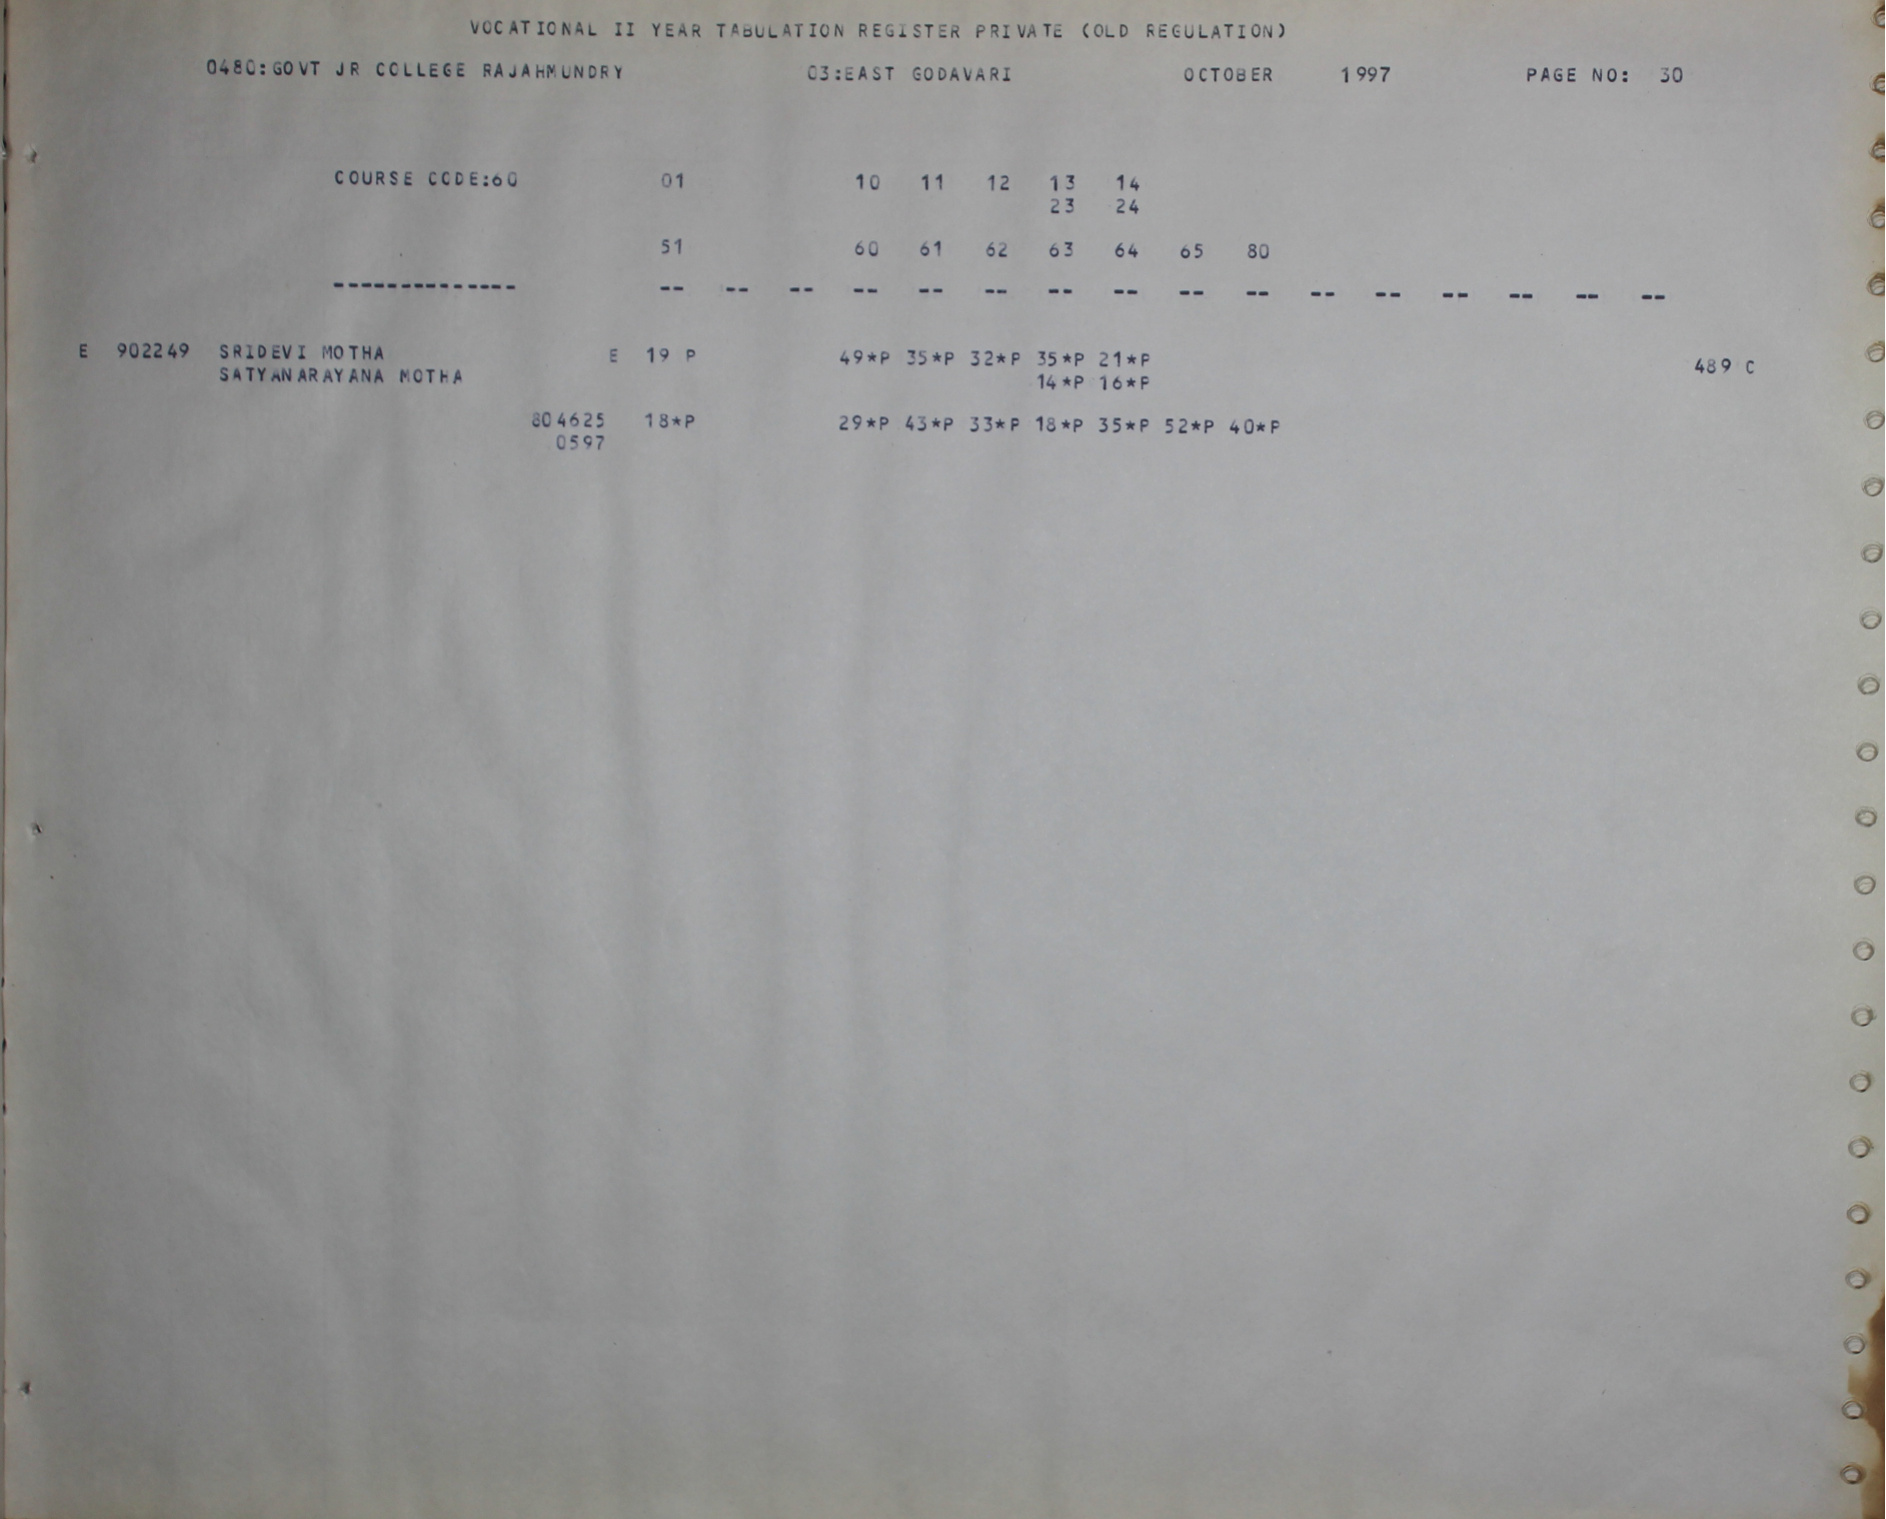 VOCATIONAL II YEAR TABULATION REGISTER PRIVATE (OLD REGULATION)
0480:GOVT JR COLLEGE RAJAHMUNDRY 03:EAST GODAVARI OCTOBER 1997 PAGE NO: 30
COURSE CODE:60 01 10 11 12 13 14
23 24
51 60 61 62 63 64 65 80
-------------- -- -- -- -- -- -- -- -- -- -- -- -- -- -- -- --
E 902249 SRIDEVI MOTHA E 19 P 49*P 35*P 32*P 35*P 21*P 489 C
SATYANARAYANA MOTHA 14*P 16*P
804625 18*P 29*P 43*P 33*P 18*P 35*P 52*P 40*P
0597